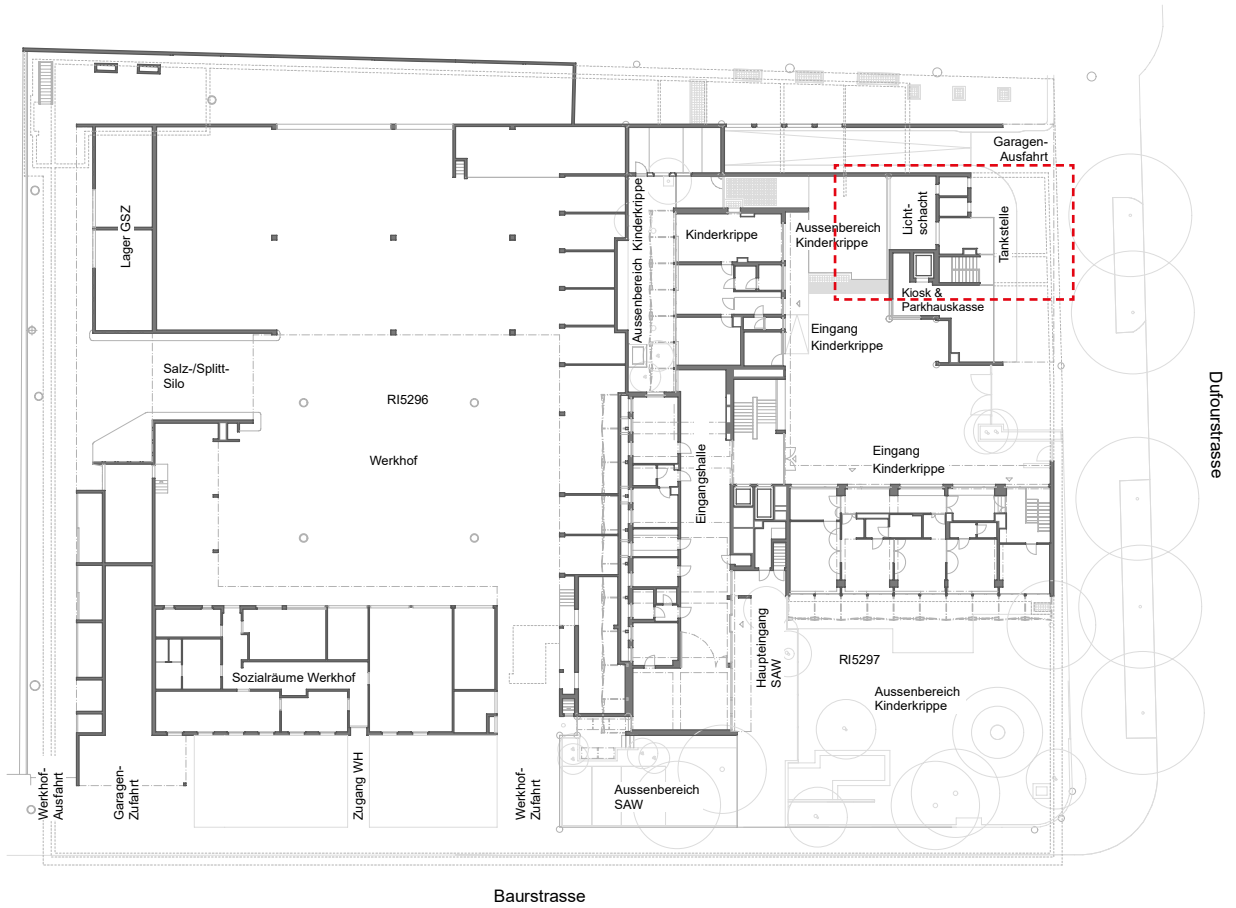 Garagen-
Ausfahrt
Lager GSZ
Aussenbereich Kinderkrippe
Kinderkrippe
Aussenbereich
Kinderkrippe
Licht-
schacht
Tankstelle
Kiosk &
Parkhauskasse
Eingang
Kinderkrippe
Salz-/Splitt-
Silo
RI5296
Werkhof
Eingangshalle
Eingang
Kinderkrippe
Dufourstrasse
Haupteingang
SAW
RI5297
Sozialräume Werkhof
Aussenbereich
Kinderkrippe
Werkhof-
Ausfahrt
Garagen-
Zufahrt
Zugang WH
Werkhof-
Zufahrt
Aussenbereich
SAW
Baurstrasse